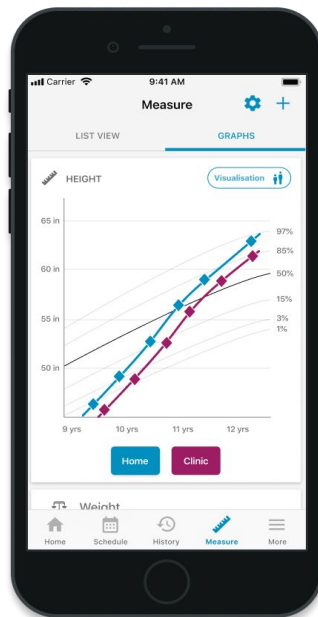 Carrier 9:41 AM
Measure
LIST VIEW GRAPHS
HEIGHT Visualisation
65 in
97%
85%
60 in
50%
15%
55 in
3%
1%
50 in
9 yrs 10 yrs 11 yrs 12 yrs
Home Clinic
Weight
Home Schedule History Measure More